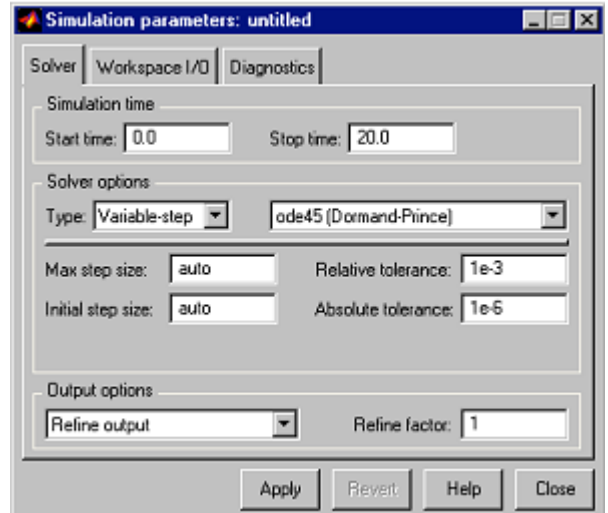 Simulation parameters: untitled
Solver Workspace I/O Diagnostics
Simulation time
Start time: 0.0 Stop time: 20.0
Solver options
Type: Variable-step ode45 (Dormand-Prince)
Max step size: auto Relative tolerance: 1e-3
Initial step size: auto Absolute tolerance: 1e-6
Output options
Refine output Refine factor: 1
Apply Revert Help Close